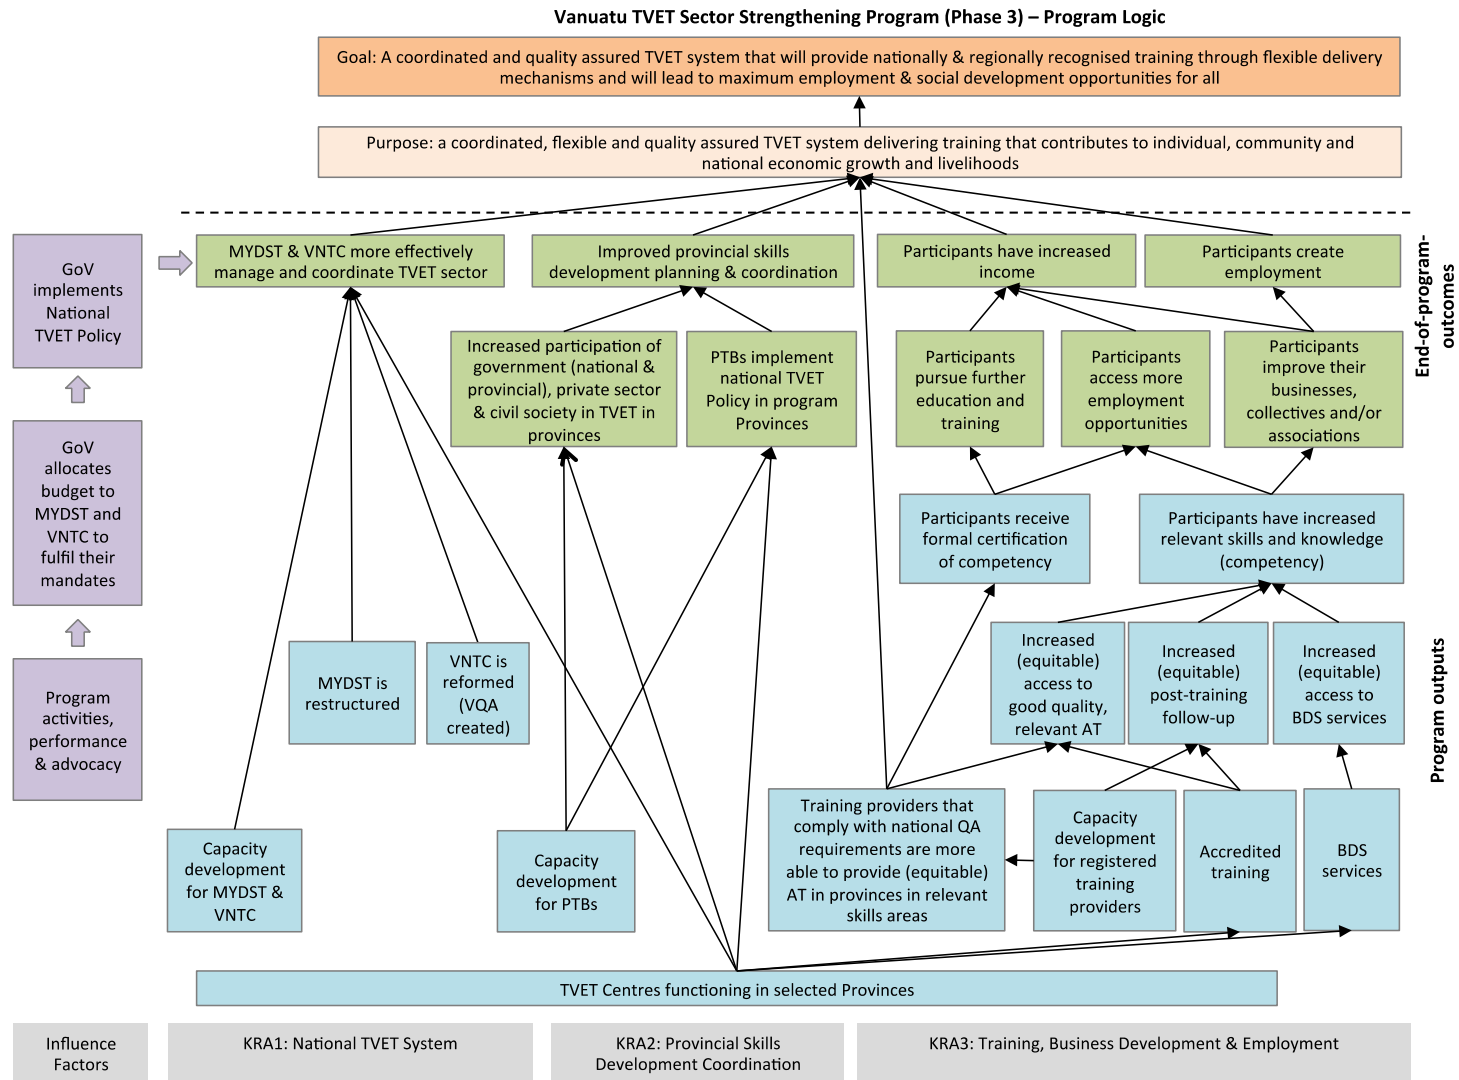 Vanuatu TVET Sector Strengthening Program (Phase 3) – Program Logic
Goal: A coordinated and quality assured TVET system that will provide nationally & regionally recognised training through flexible delivery
mechanisms and will lead to maximum employment & social development opportunities for all
Purpose: a coordinated, flexible and quality assured TVET system delivering training that contributes to individual, community and
national economic growth and livelihoods
GoV
implements
National
TVET Policy
MYDST & VNTC more effectively
manage and coordinate TVET sector
Improved provincial skills
development planning & coordination
Participants have increased
income
Participants create
employment
End-of-program-
outcomes
Increased participation of
government (national &
provincial), private sector
& civil society in TVET in
provinces
PTBs implement
national TVET
Policy in program
Provinces
Participants
pursue further
education and
training
Participants
access more
employment
opportunities
Participants
improve their
businesses,
collectives and/or
associations
GoV
allocates
budget to
MYDST and
VNTC to
fulfil their
mandates
Participants receive
formal certification
of competency
Participants have increased
relevant skills and knowledge
(competency)
Program
activities,
performance
& advocacy
MYDST is
restructured
VNTC is
reformed
(VQA
created)
Increased
(equitable)
access to
good quality,
relevant AT
Increased
(equitable)
post-training
follow-up
Increased
(equitable)
access to
BDS services
Program outputs
Capacity
development
for MYDST &
VNTC
Capacity
development
for PTBs
Training providers that
comply with national QA
requirements are more
able to provide (equitable)
AT in provinces in relevant
skills areas
Capacity
development
for registered
training
providers
Accredited
training
BDS
services
TVET Centres functioning in selected Provinces
Influence
Factors
KRA1: National TVET System
KRA2: Provincial Skills
Development Coordination
KRA3: Training, Business Development & Employment